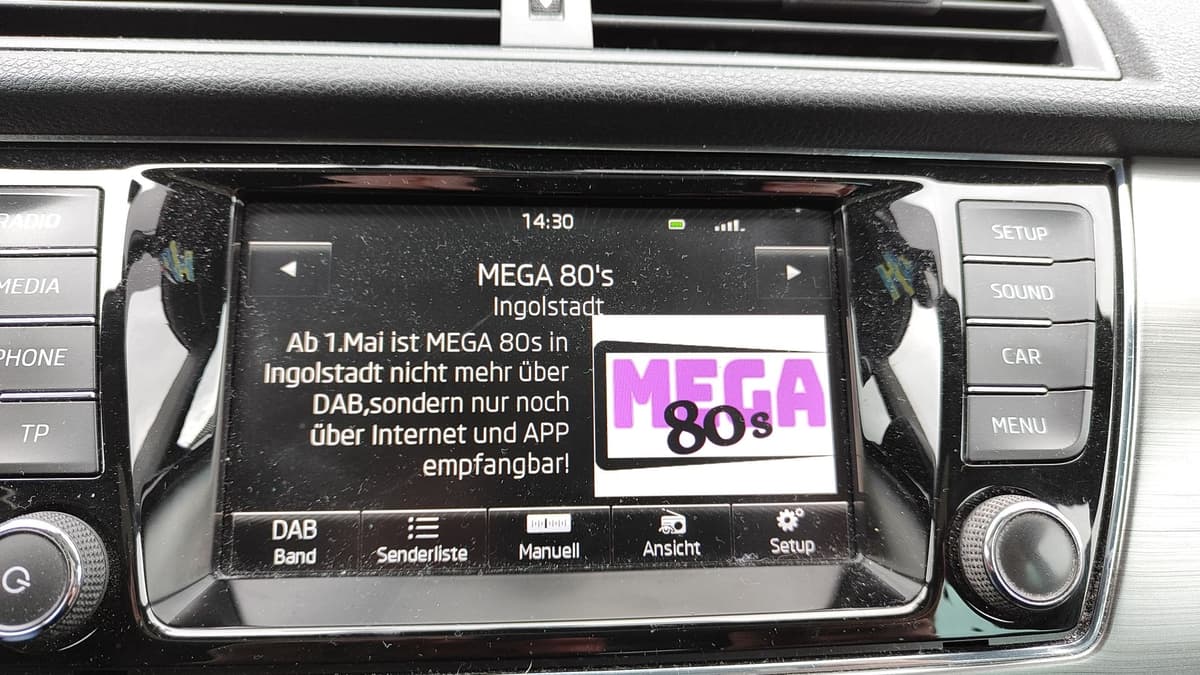 RADIO
MEDIA
PHONE
TP
14:30
MEGA 80's
Ingolstadt
Ab 1.Mai ist MEGA 80s in
Ingolstadt nicht mehr über
DAB,sondern nur noch
über Internet und APP
empfangbar!
MEGA
80s
DAB
Band
Senderliste
Manuell
Ansicht
Setup
SETUP
SOUND
CAR
MENU